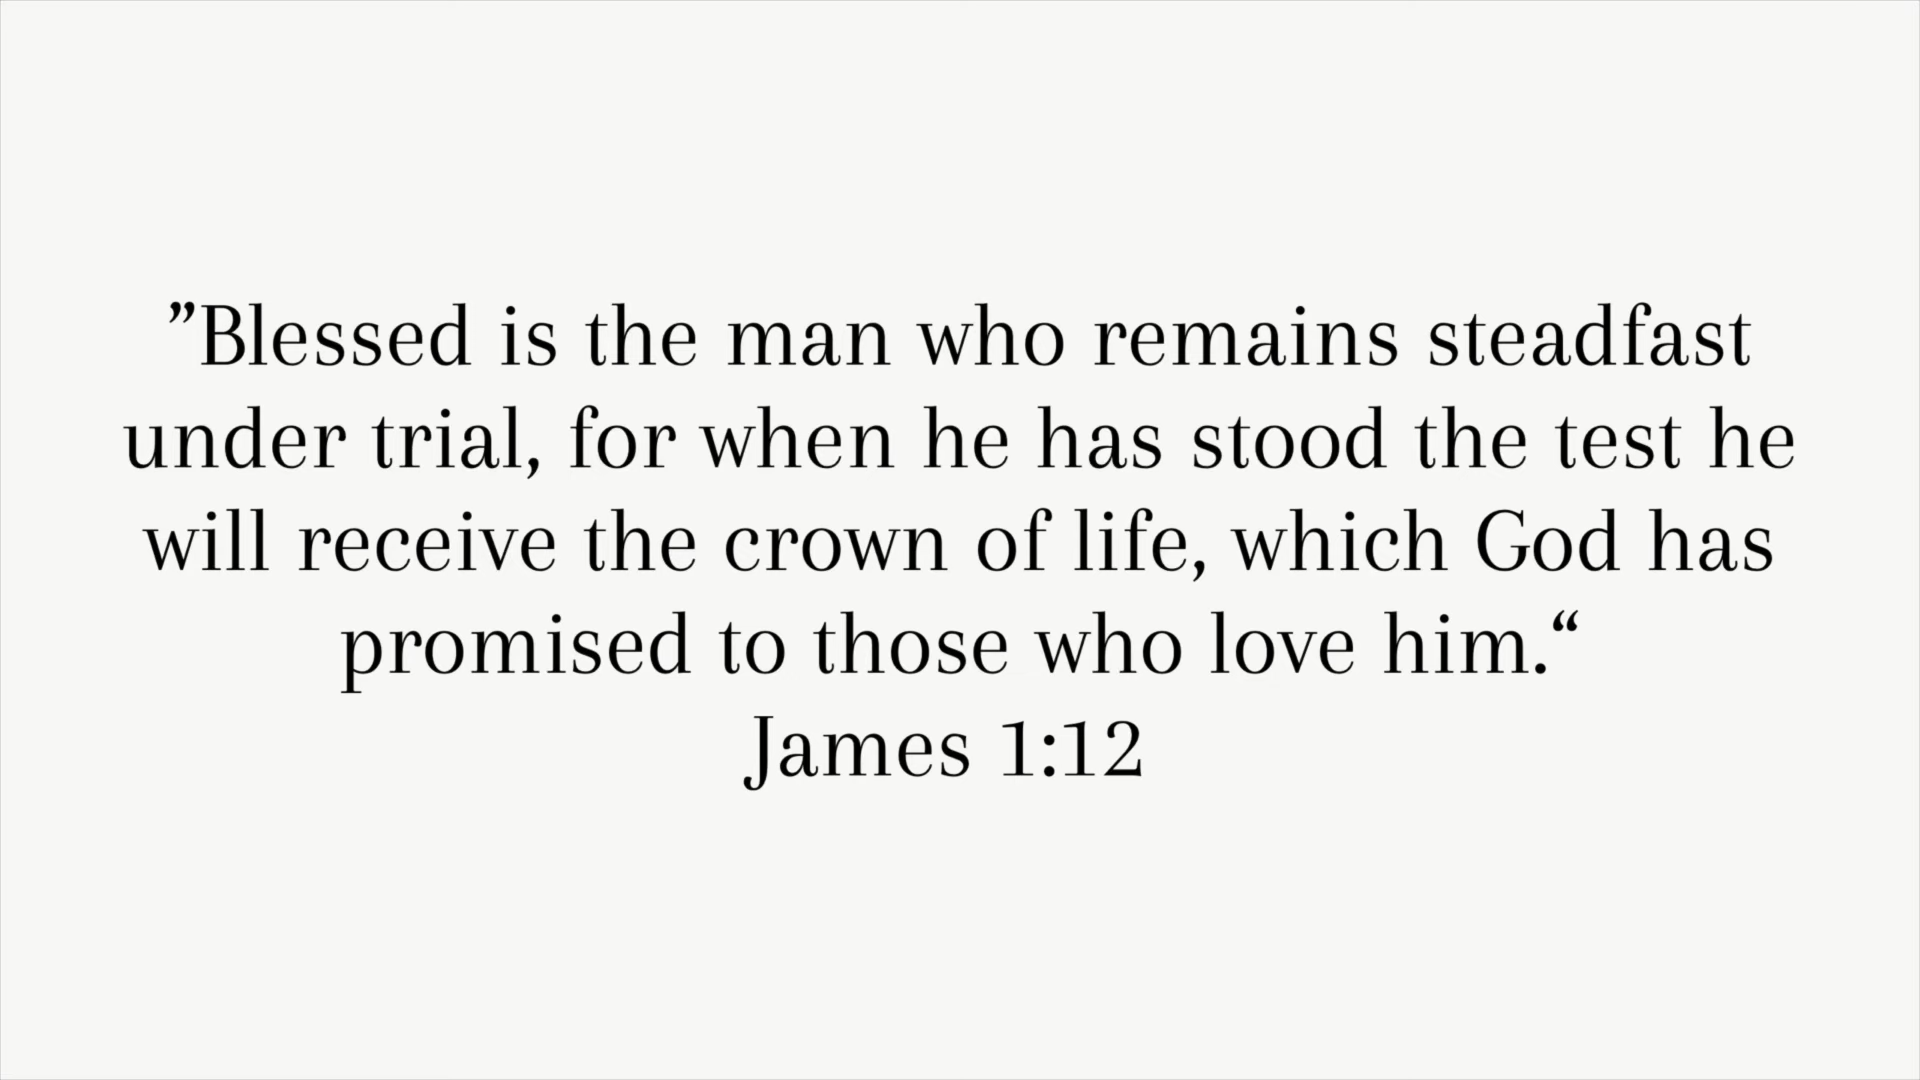 ”Blessed is the man who remains steadfast
under trial, for when he has stood the test he
will receive the crown of life, which God has
promised to those who love him.“
James 1:12